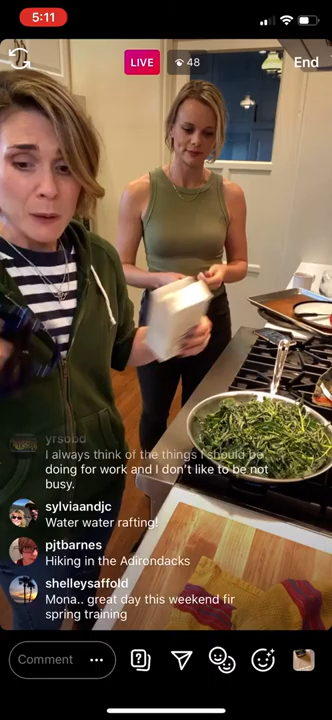 5:11
LIVE
48
End
yrsobd
I always think of the things I should be
doing for work and I don't like to be not
busy.
sylviaandjc
Water water rafting!
pjtbarnes
Hiking in the Adirondacks
shelleysaffold
Mona.. great day this weekend fir
spring training
Comment